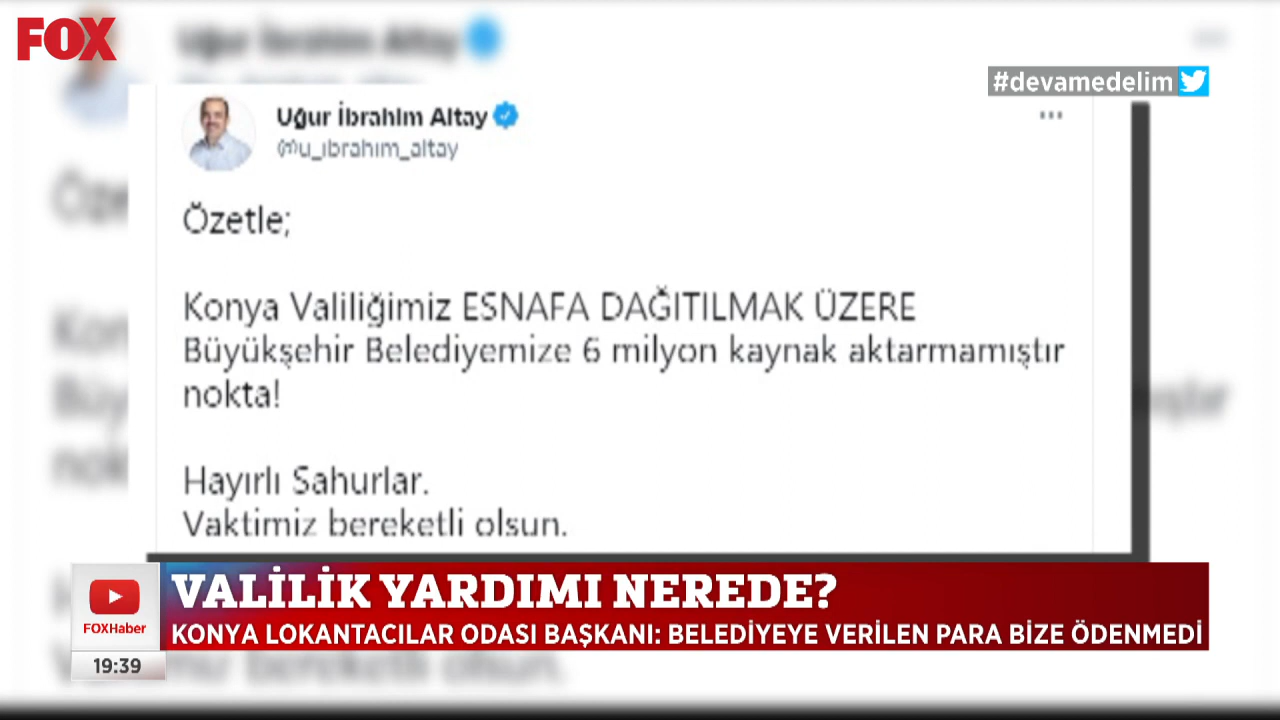 FOX
#devamedelim
Uğur İbrahim Altay
@u_ibrahim_altay
Özetle;
Konya Valiliğimiz ESNAFA DAĞITILMAK ÜZERE
Büyükşehir Belediyemize 6 milyon kaynak aktarmamıştır
nokta!
Hayırlı Sahurlar.
Vaktimiz bereketli olsun.
VALİLİK YARDIMI NEREDE?
FOXHaber
KONYA LOKANTACILAR ODASI BAŞKANI: BELEDİYEYE VERİLEN PARA BİZE ÖDENMEDİ
19:39